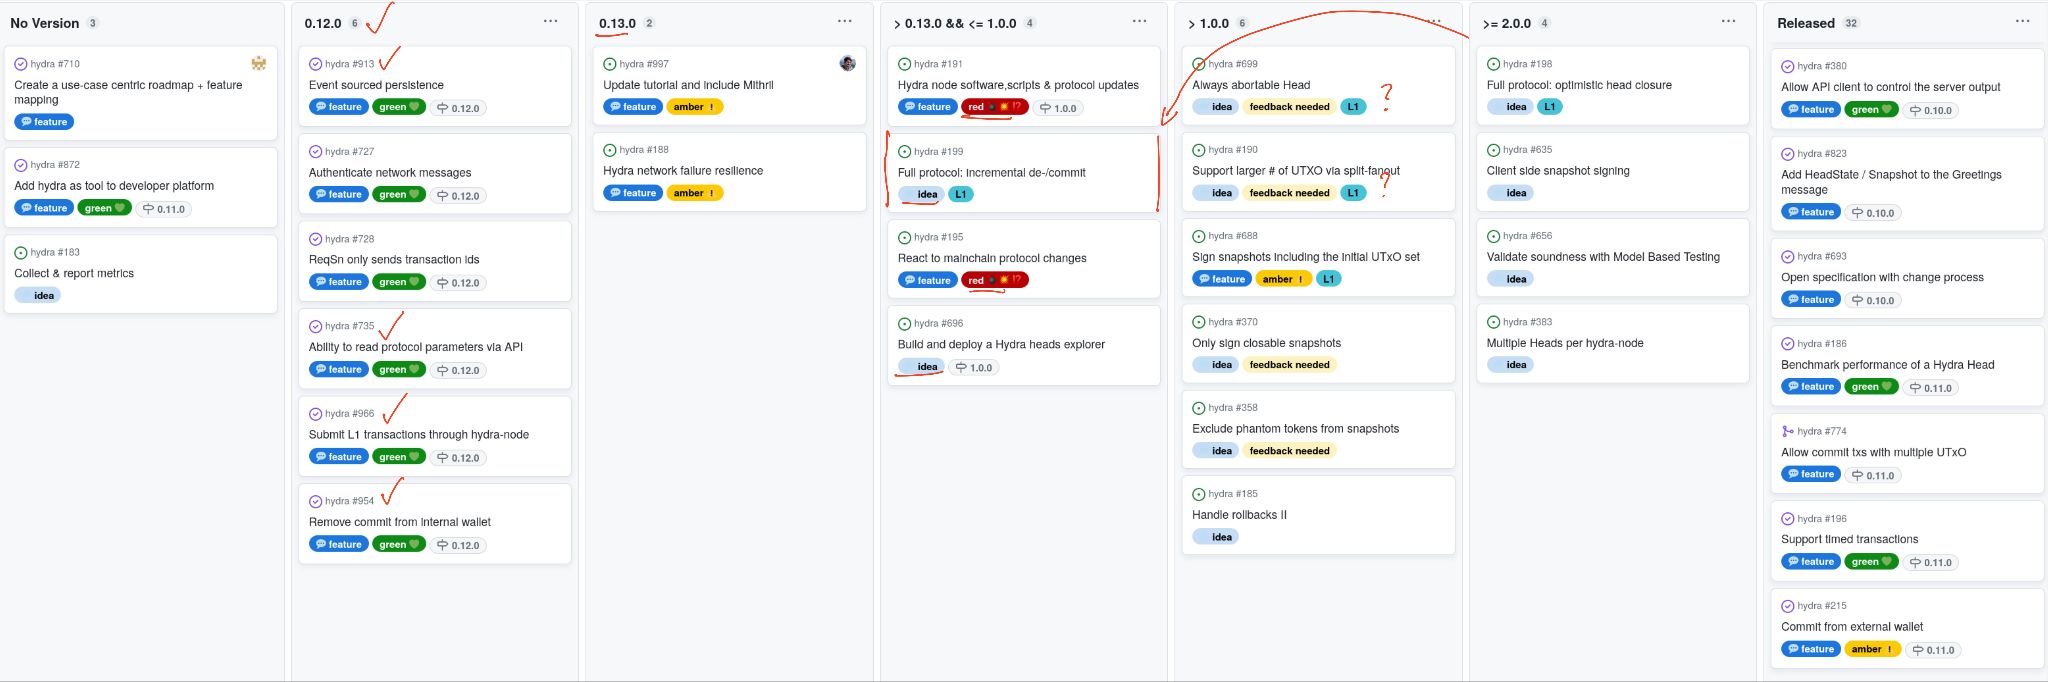 No Version 3
hydra #710
Create a use-case centric roadmap + feature
mapping
feature
hydra #872
Add hydra as tool to developer platform
feature green 0.11.0
hydra #183
Collect & report metrics
idea
0.12.0 6
hydra #913
Event sourced persistence
feature green 0.12.0
hydra #727
Authenticate network messages
feature green 0.12.0
hydra #728
ReqSn only sends transaction ids
feature green 0.12.0
hydra #735
Ability to read protocol parameters via API
feature green 0.12.0
hydra #966
Submit L1 transactions through hydra-node
feature green 0.12.0
hydra #954
Remove commit from internal wallet
feature green 0.12.0
0.13.0 2
hydra #997
Update tutorial and include Mithril
feature amber !
hydra #188
Hydra network failure resilience
feature amber !
> 0.13.0 && <= 1.0.0 4
hydra #191
Hydra node software,scripts & protocol updates
feature red 1.0.0
hydra #199
Full protocol: Incremental de-/commit
idea L1
hydra #195
React to mainchain protocol changes
feature red
hydra #696
Build and deploy a Hydra heads explorer
idea 1.0.0
> 1.0.0 6
hydra #699
Always abortable Head
idea feedback needed L1
?
hydra #190
Support larger # of UTXO via split-fanout
idea feedback needed L1
?
hydra #688
Sign snapshots including the initial UTxO set
feature amber ! L1
hydra #370
Only sign closable snapshots
idea feedback needed
hydra #358
Exclude phantom tokens from snapshots
idea feedback needed
hydra #185
Handle rollbacks II
idea
>= 2.0.0 4
hydra #198
Full protocol: optimistic head closure
idea L1
hydra #635
Client side snapshot signing
idea
hydra #656
Validate soundness with Model Based Testing
idea
hydra #383
Multiple Heads per hydra-node
idea
Released 32
hydra #380
Allow API client to control the server output
feature green 0.10.0
hydra #823
Add HeadState / Snapshot to the Greetings
message
feature 0.10.0
hydra #693
Open specification with change process
feature 0.10.0
hydra #186
Benchmark performance of a Hydra Head
feature green 0.11.0
hydra #774
Allow commit txs with multiple UTxO
feature 0.11.0
hydra #196
Support timed transactions
feature green 0.11.0
hydra #215
Commit from external wallet
feature amber ! 0.11.0